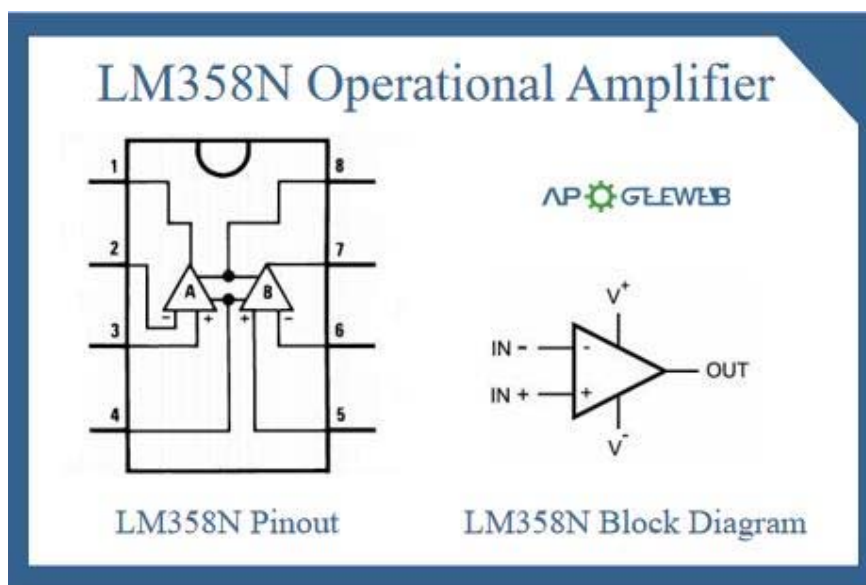 LM358N Operational Amplifier
1 8
2 7
A B
- + + -
3 6
4 5
APOGEEWEB
V+
IN - -
OUT
IN + +
V-
LM358N Pinout
LM358N Block Diagram